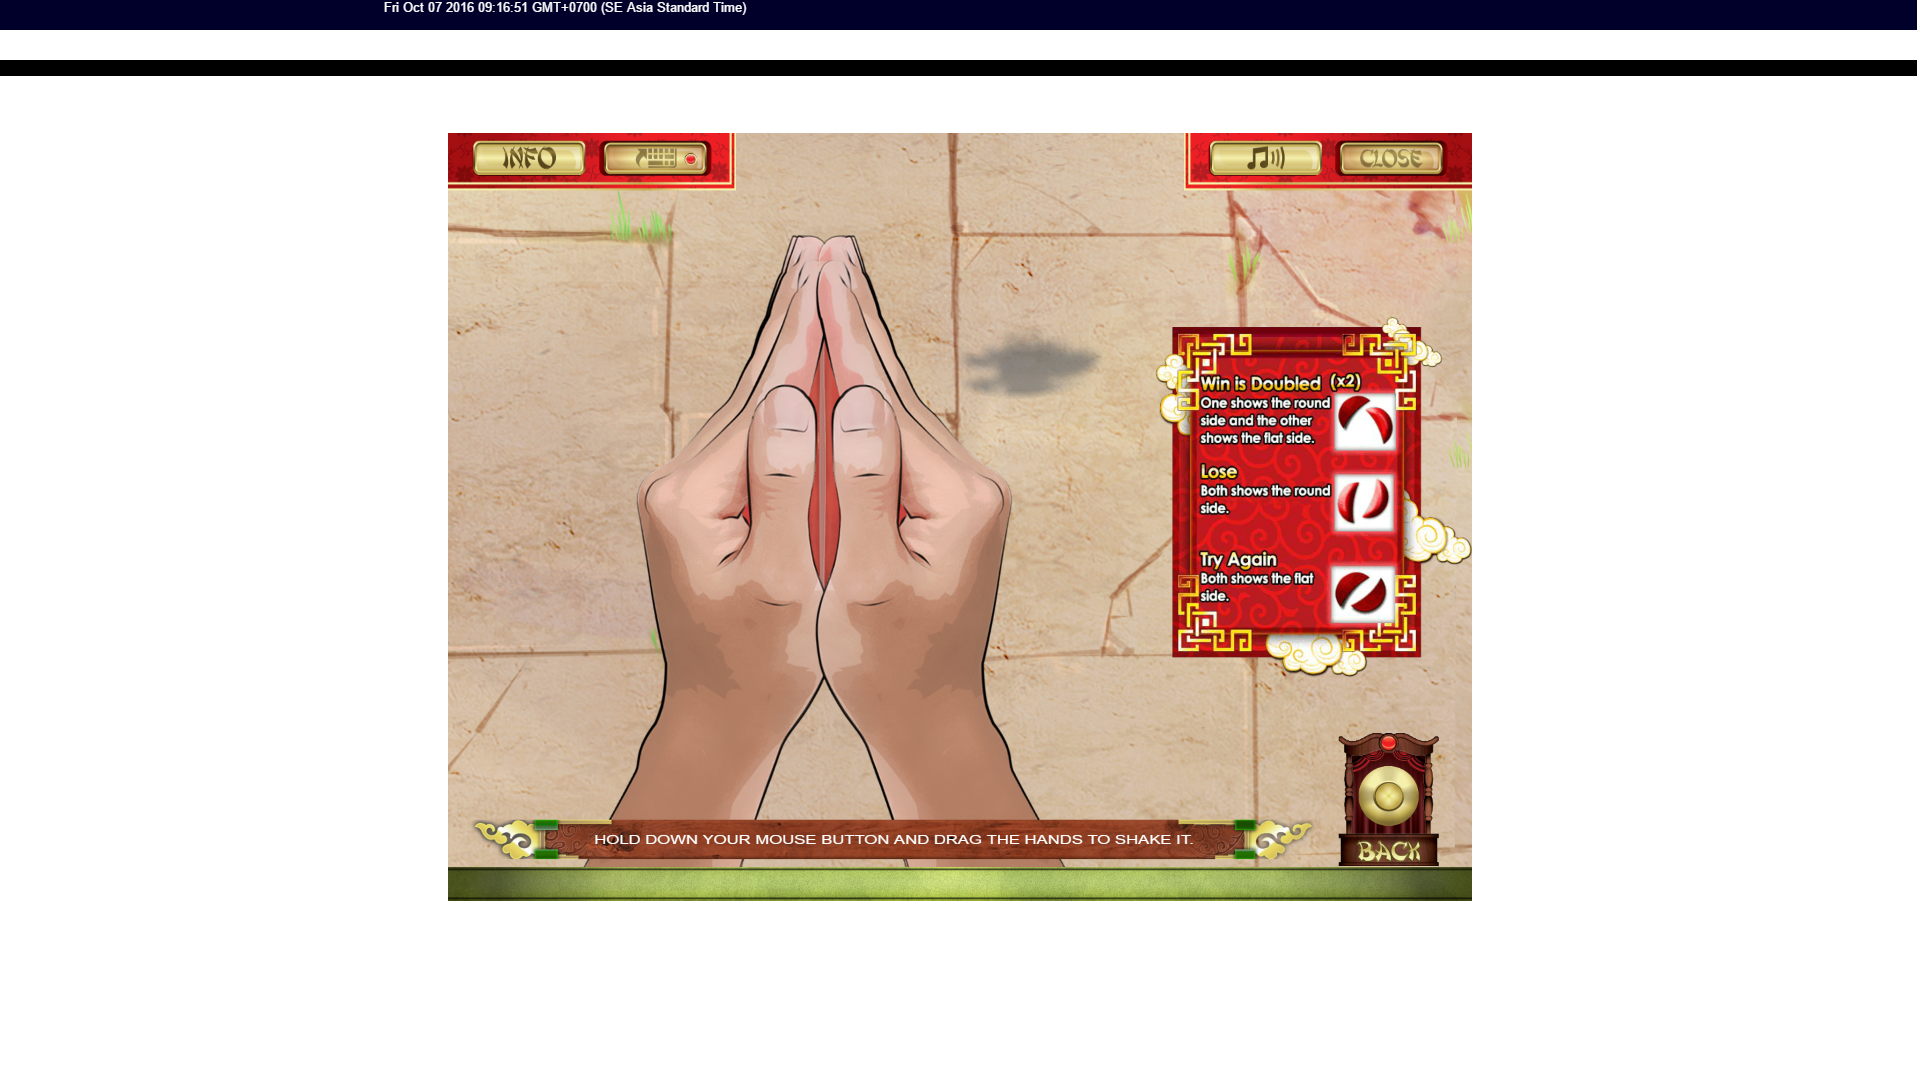 Fri Oct 07 2016 09:16:51 GMT+0700 (SE Asia Standard Time)
INFO
CLOSE
Win is Doubled (x2)
One shows the round
side and the other
shows the flat side.
Lose
Both shows the round
side.
Try Again
Both shows the flat
side.
HOLD DOWN YOUR MOUSE BUTTON AND DRAG THE HANDS TO SHAKE IT.
BACK